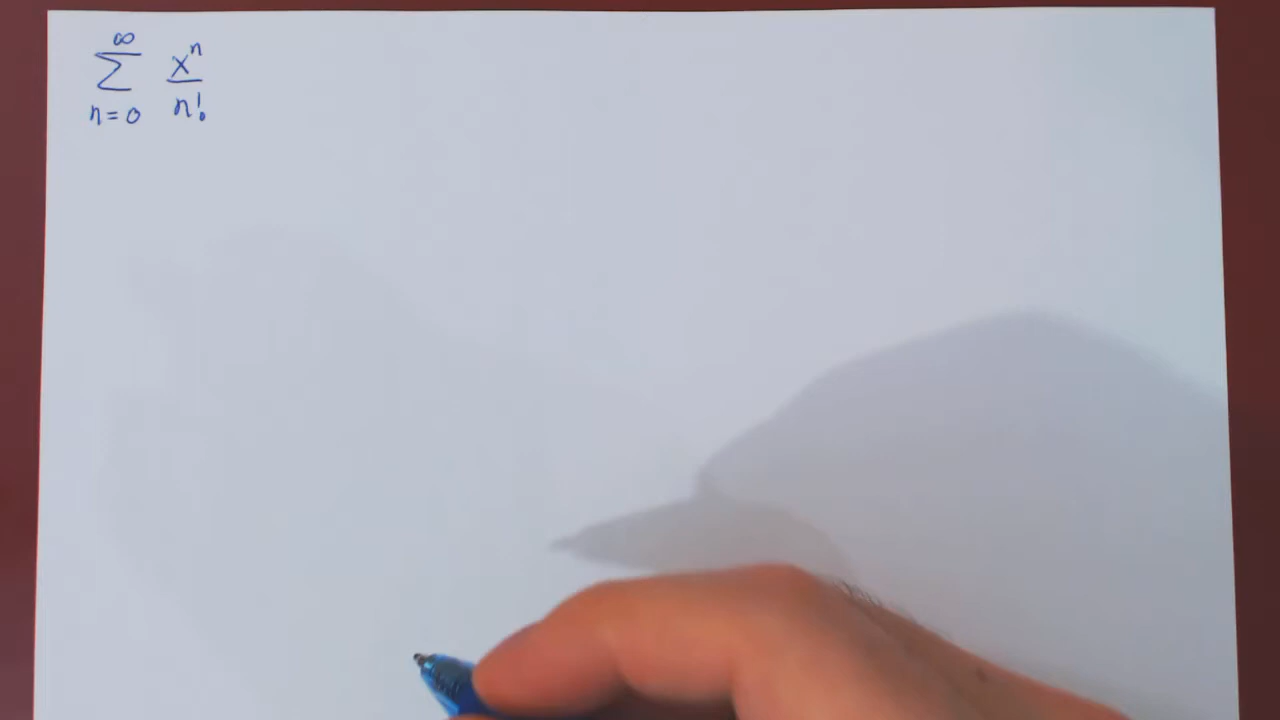 ∞
∑ xⁿ/n!
n=0